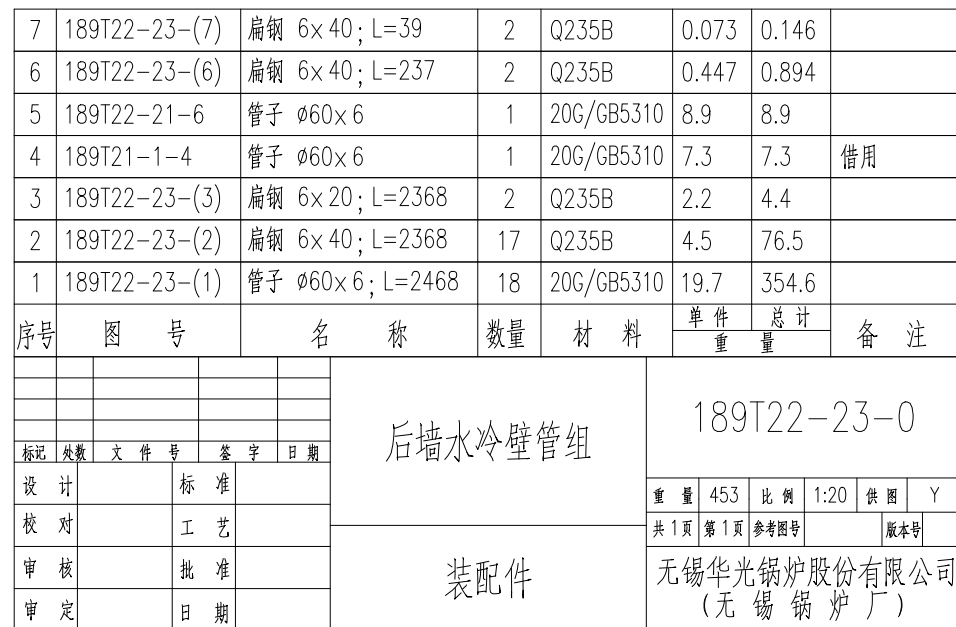 7 189T22-23-(7) 扁钢 6x40; L=39 2 Q235B 0.073 0.146
6 189T22-23-(6) 扁钢 6x40; L=237 2 Q235B 0.447 0.894
5 189T22-21-6 管子 ø60x6 1 20G/GB5310 8.9 8.9
4 189T21-1-4 管子 ø60x6 1 20G/GB5310 7.3 7.3 借用
3 189T22-23-(3) 扁钢 6x20; L=2368 2 Q235B 2.2 4.4
2 189T22-23-(2) 扁钢 6x40; L=2368 17 Q235B 4.5 76.5
1 189T22-23-(1) 管子 ø60x6; L=2468 18 20G/GB5310 19.7 354.6
序号 图号 名称 数量 材料 单件 总计 备注
重量
后墙水冷壁管组
189T22-23-0
标记 处数 文件号 签字 日期
设计 标准
重量 453 比例 1:20 供图 Y
校对 工艺
共1页 第1页 参考图号 版本号
审核 批准
装配件
无锡华光锅炉股份有限公司
审定 日期
(无锡锅炉厂)